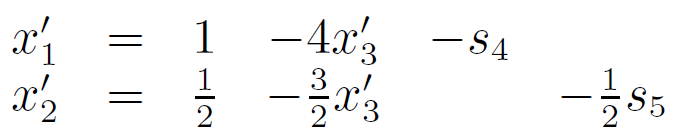 x′₁ = 1 −4x′₃ −s₄
x′₂ = ½ −3/2x′₃ −½s₅